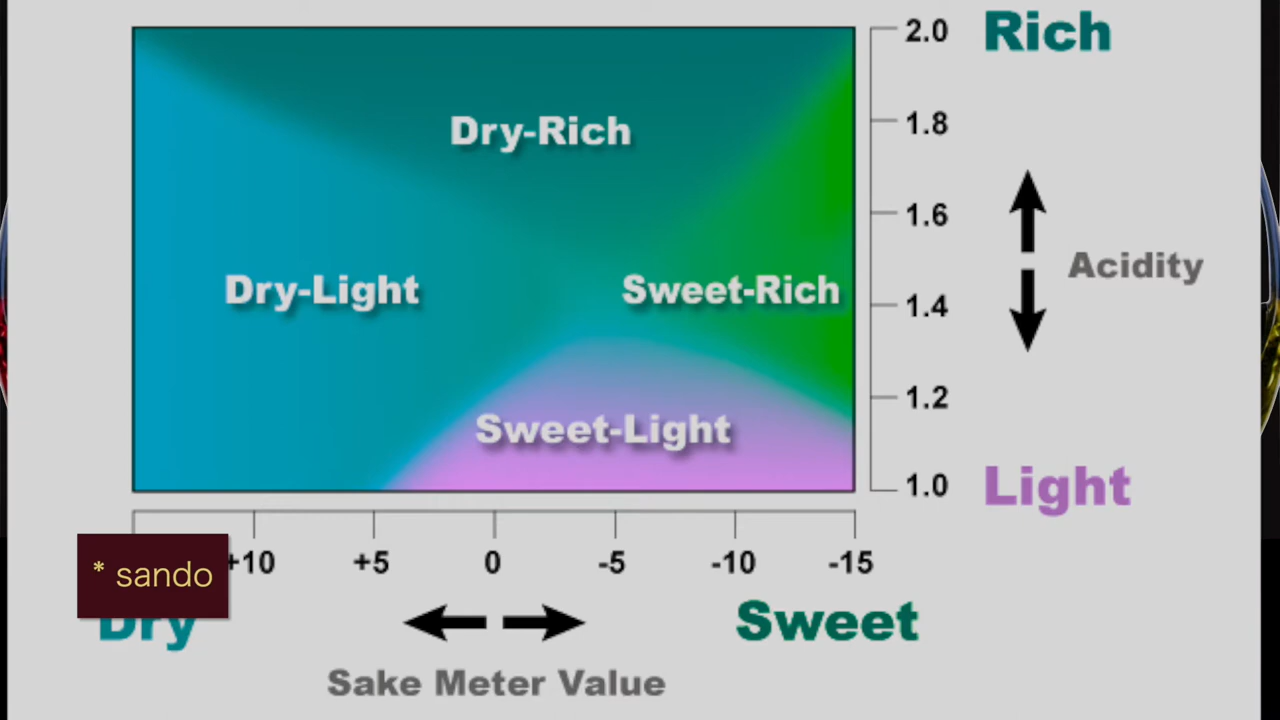 2.0
Rich
1.8
Dry-Rich
1.6
Acidity
Dry-Light
Sweet-Rich
1.4
1.2
Sweet-Light
1.0
Light
+10
+5
0
-5
-10
-15
* sando
Dry
Sweet
Sake Meter Value